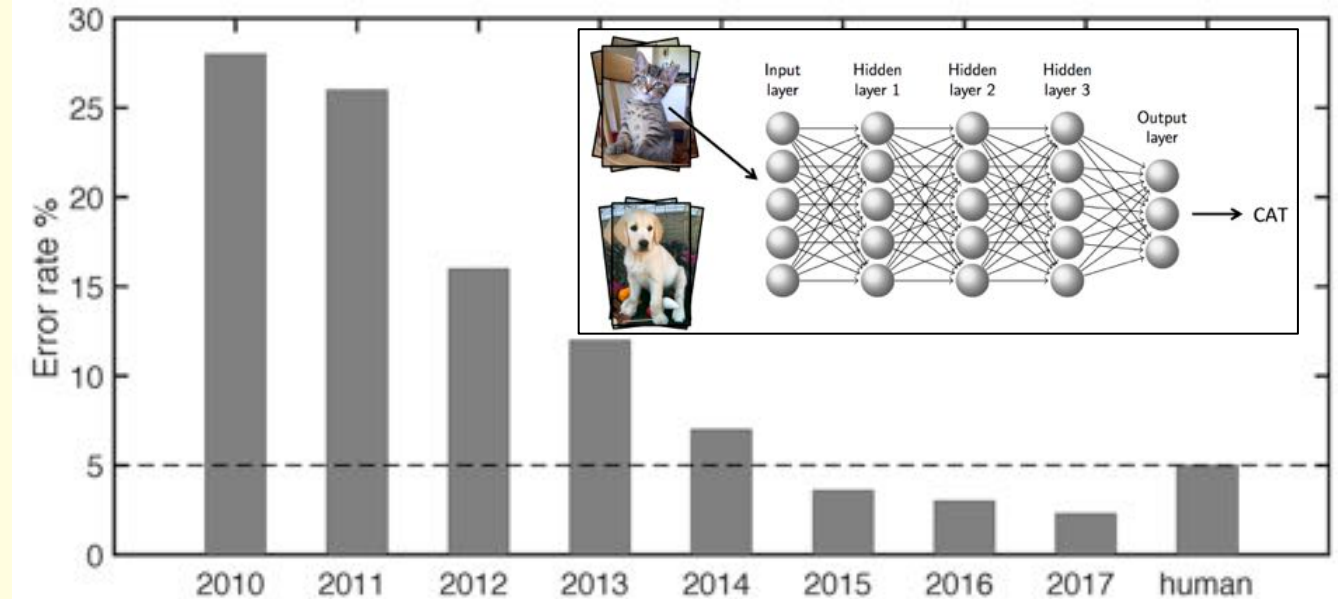 30
25
20
15
10
5
0
Error rate %
Input
layer
Hidden
layer 1
Hidden
layer 2
Hidden
layer 3
Output
layer
CAT
2010 2011 2012 2013 2014 2015 2016 2017 human